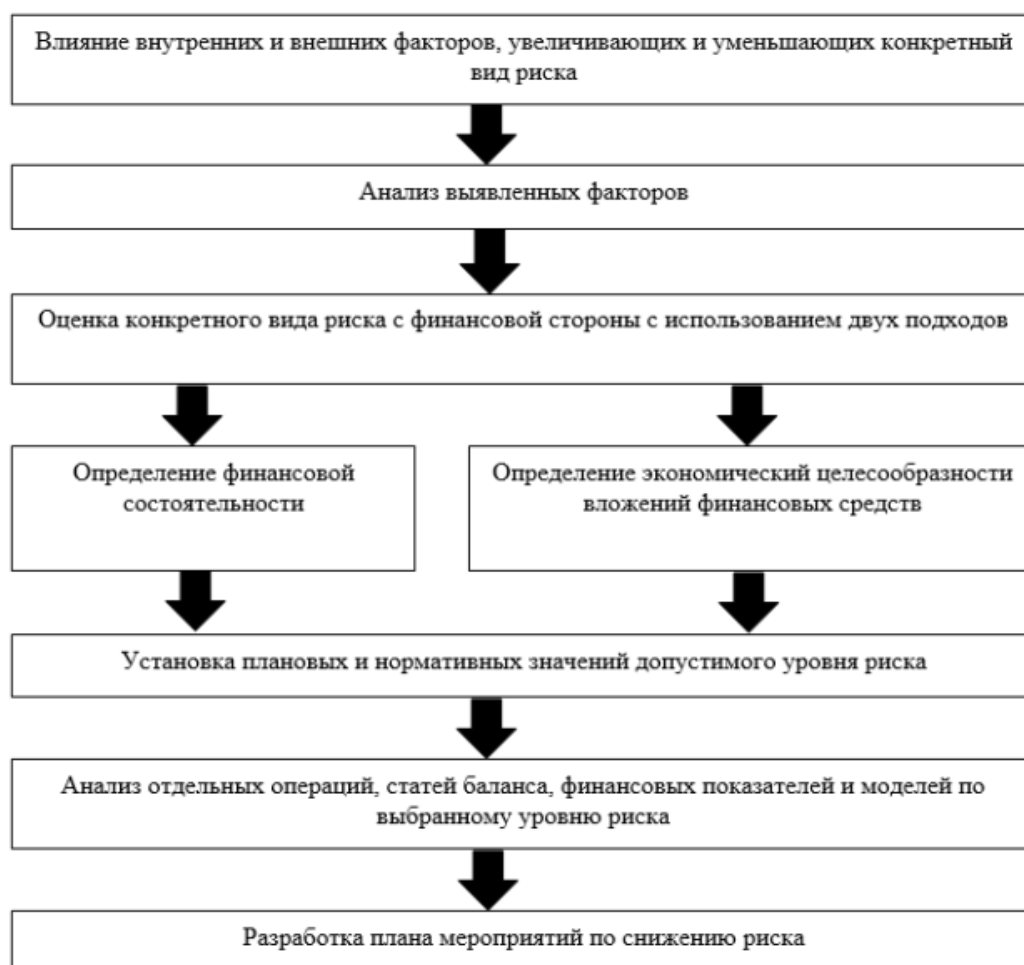 Влияние внутренних и внешних факторов, увеличивающих и уменьшающих конкретный
вид риска
Анализ выявленных факторов
Оценка конкретного вида риска с финансовой стороны с использованием двух подходов
Определение финансовой
состоятельности
Определение экономический целесообразности
вложений финансовых средств
Установка плановых и нормативных значений допустимого уровня риска
Анализ отдельных операций, статей баланса, финансовых показателей и моделей по
выбранному уровню риска
Разработка плана мероприятий по снижению риска